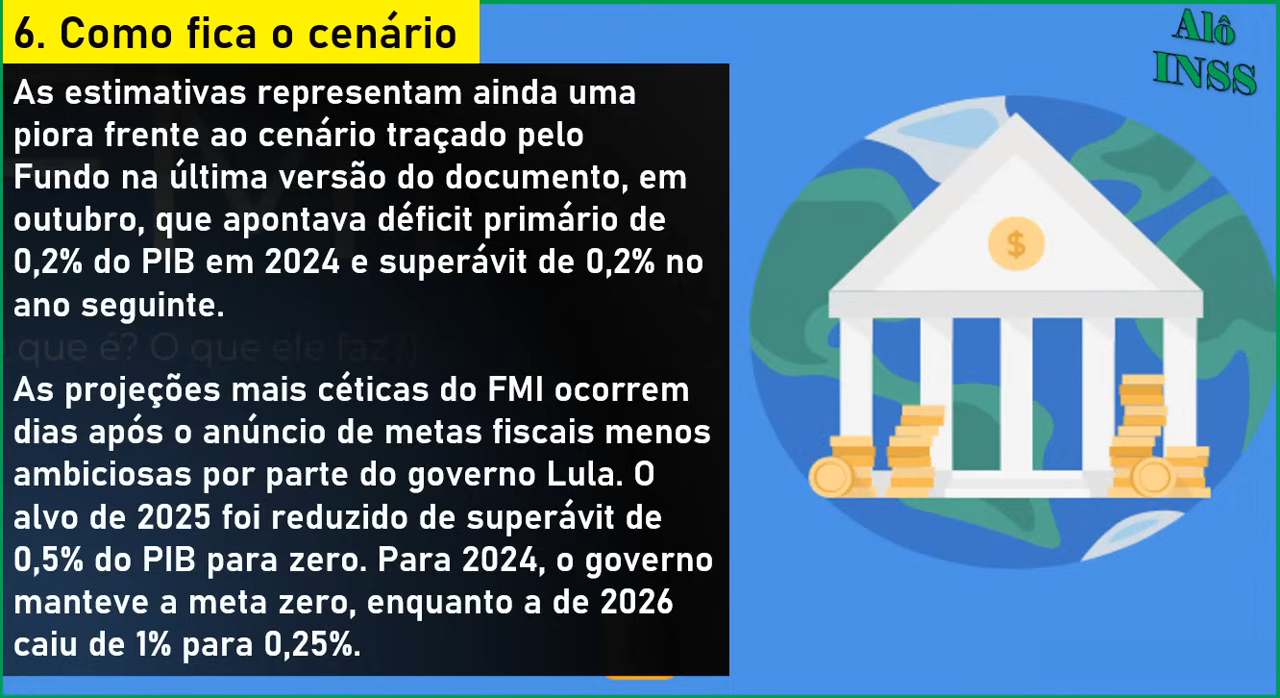 6. Como fica o cenário
Alô
INSS
As estimativas representam ainda uma
piora frente ao cenário traçado pelo
Fundo na última versão do documento, em
outubro, que apontava déficit primário de
0,2% do PIB em 2024 e superávit de 0,2% no
ano seguinte.
que é? O que ele faz
As projeções mais céticas do FMI ocorrem
dias após o anúncio de metas fiscais menos
ambiciosas por parte do governo Lula. O
alvo de 2025 foi reduzido de superávit de
0,5% do PIB para zero. Para 2024, o governo
manteve a meta zero, enquanto a de 2026
caiu de 1% para 0,25%.
$